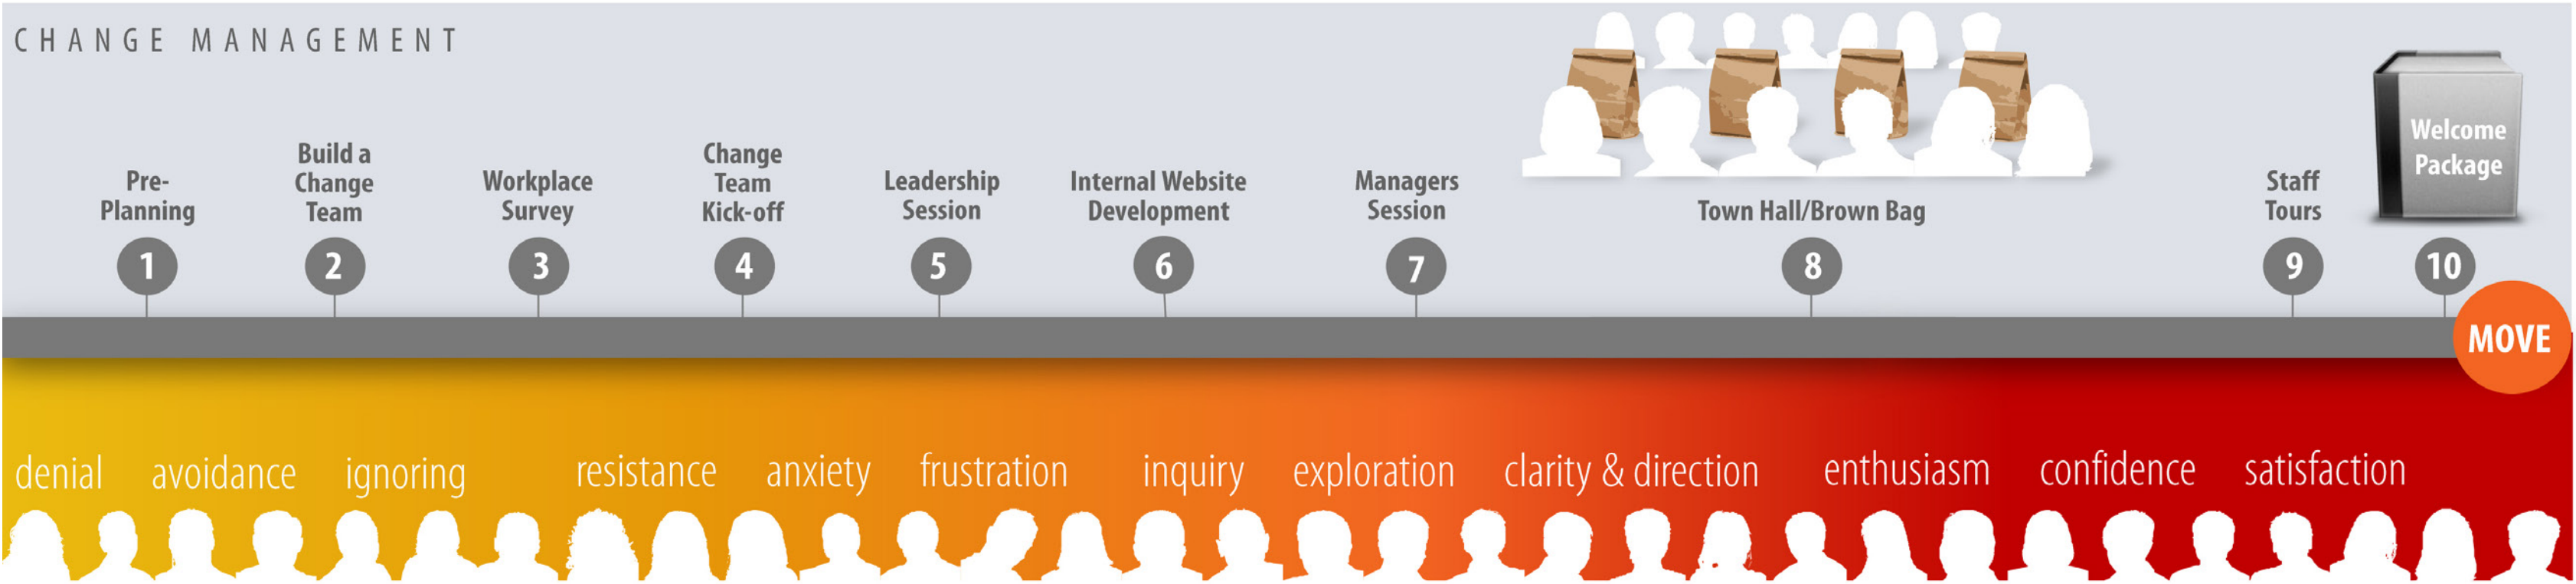 CHANGE MANAGEMENT
Pre-
Planning
1
Build a
Change
Team
2
Workplace
Survey
3
Change
Team
Kick-off
4
Leadership
Session
5
Internal Website
Development
6
Managers
Session
7
Town Hall/Brown Bag
8
Staff
Tours
9
Welcome
Package
10
MOVE
denial avoidance ignoring resistance anxiety frustration inquiry exploration clarity & direction enthusiasm confidence satisfaction